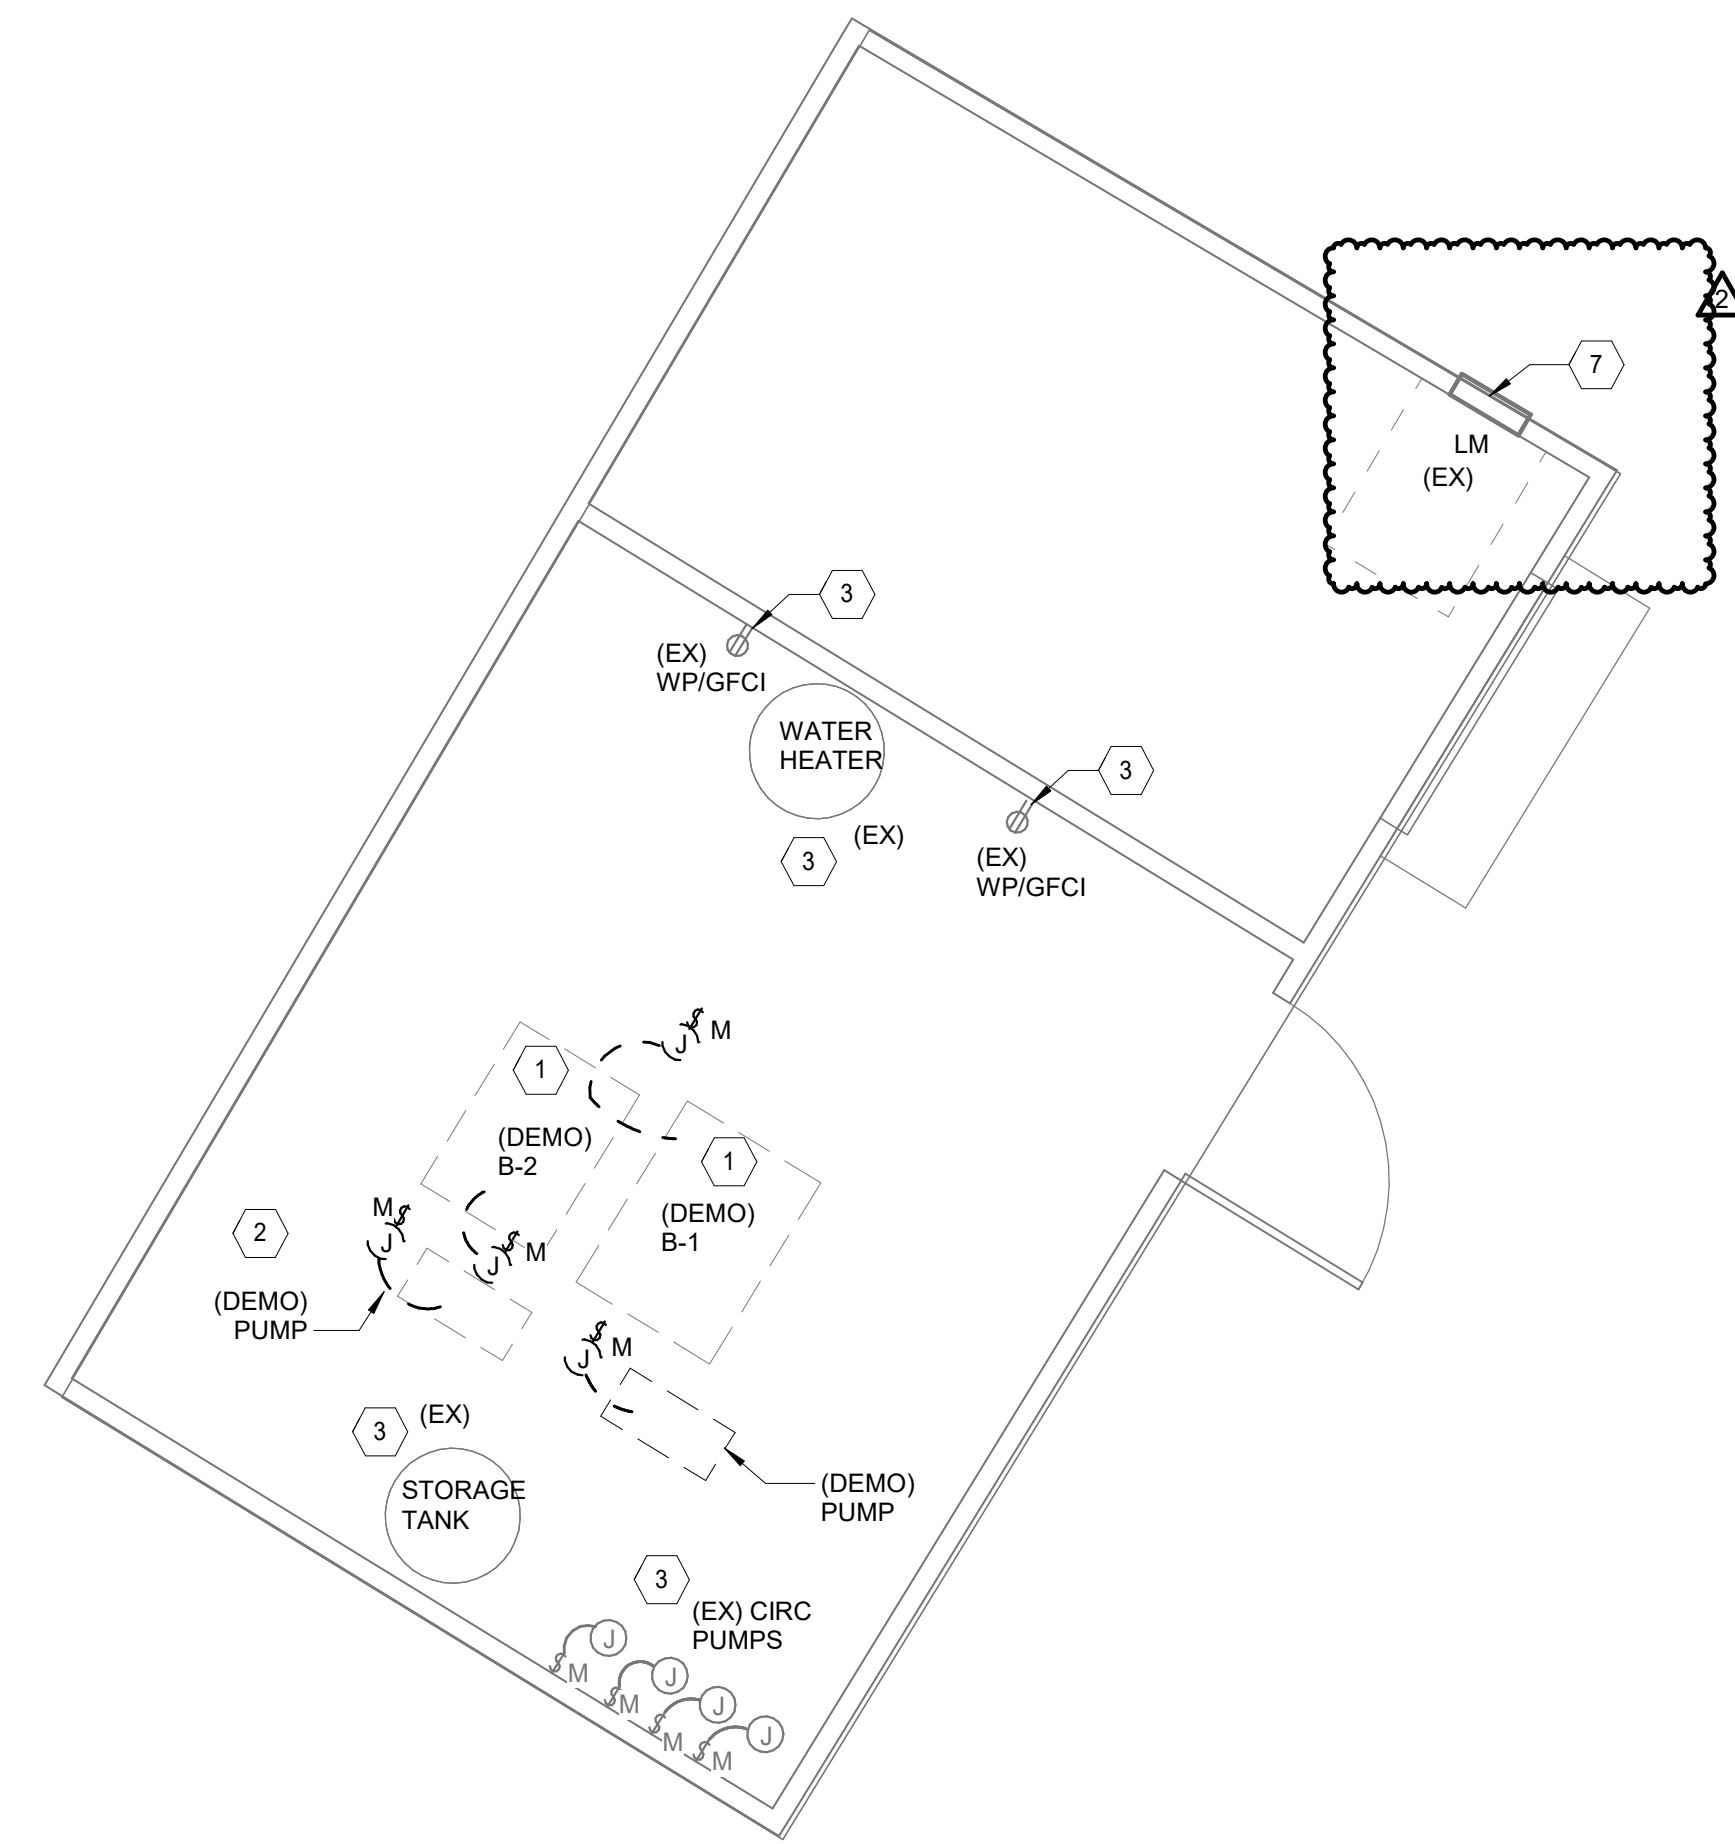 2
7
LM
(EX)
3
(EX)
WP/GFCI
WATER
HEATER
3
(EX)
3
(EX)
WP/GFCI
$
J
M
1
(DEMO)
B-2
1
(DEMO)
B-1
M
$
J
2
$
J
M
(DEMO)
PUMP
$
J
M
3
(EX)
STORAGE
TANK
(DEMO)
PUMP
3
(EX) CIRC
PUMPS
J
$
M
J
$
M
J
$
M
J
$
M